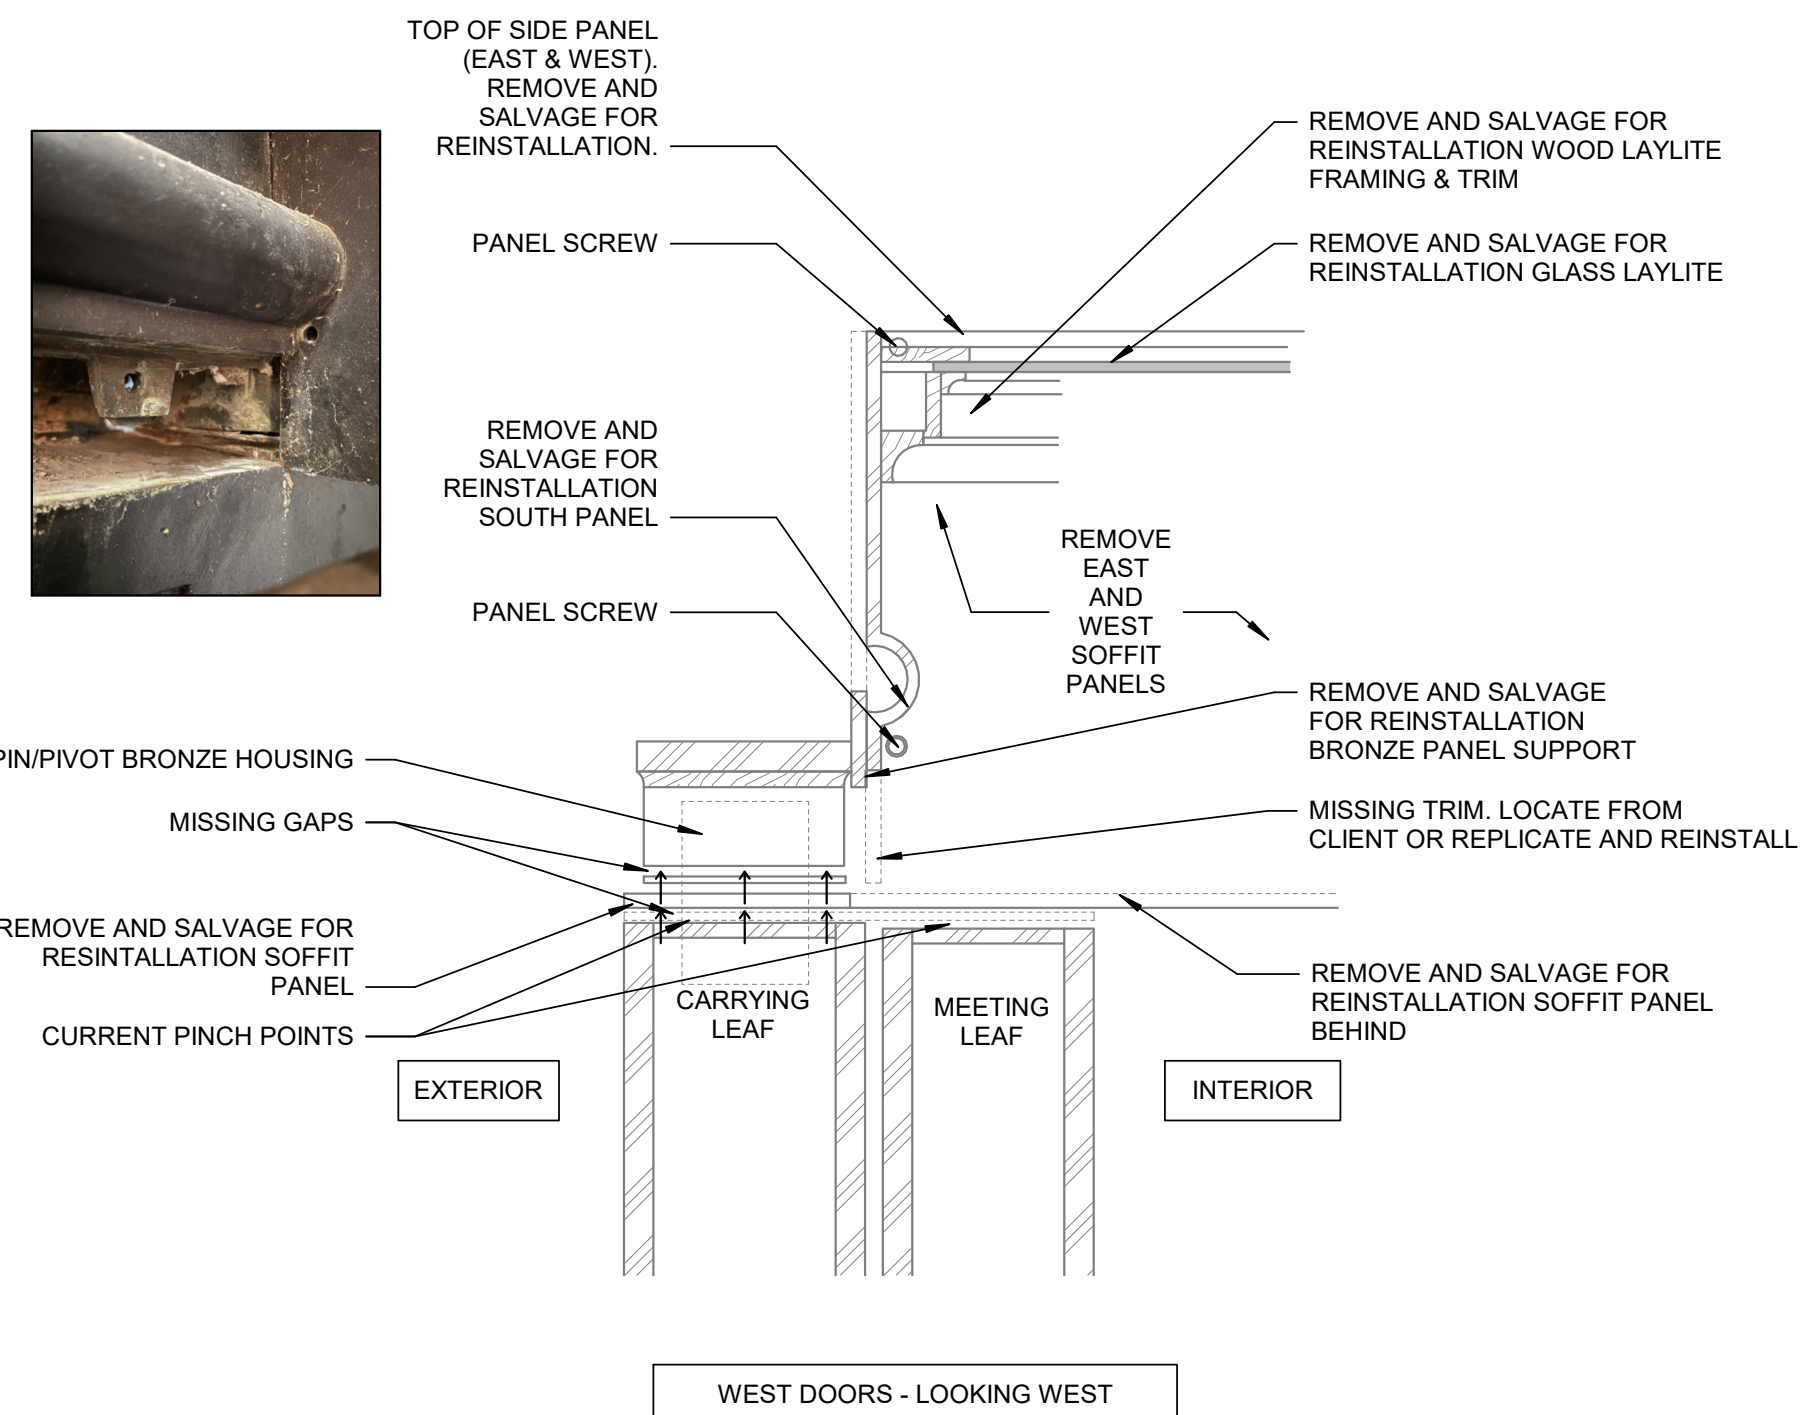 TOP OF SIDE PANEL
(EAST & WEST).
REMOVE AND
SALVAGE FOR
REINSTALLATION.
PANEL SCREW
REMOVE AND
SALVAGE FOR
REINSTALLATION
SOUTH PANEL
PANEL SCREW
PIN/PIVOT BRONZE HOUSING
MISSING GAPS
REMOVE AND SALVAGE FOR
RESINTALLATION SOFFIT
PANEL
CURRENT PINCH POINTS
REMOVE AND SALVAGE FOR
REINSTALLATION WOOD LAYLITE
FRAMING & TRIM
REMOVE AND SALVAGE FOR
REINSTALLATION GLASS LAYLITE
REMOVE
EAST
AND
WEST
SOFFIT
PANELS
REMOVE AND SALVAGE
FOR REINSTALLATION
BRONZE PANEL SUPPORT
MISSING TRIM. LOCATE FROM
CLIENT OR REPLICATE AND REINSTALL
REMOVE AND SALVAGE FOR
REINSTALLATION SOFFIT PANEL
BEHIND
CARRYING
LEAF
MEETING
LEAF
EXTERIOR
INTERIOR
WEST DOORS - LOOKING WEST